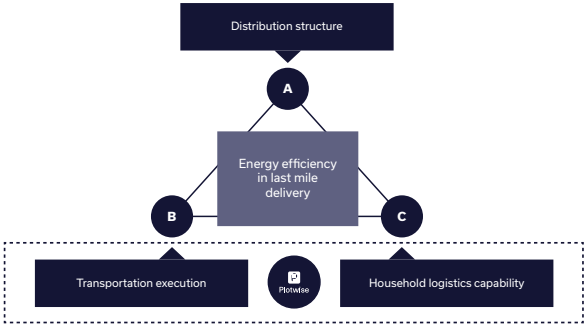 Distribution structure
A
Energy efficiency
in last mile
delivery
B
C
Transportation execution
P
Plotwise
Household logistics capability